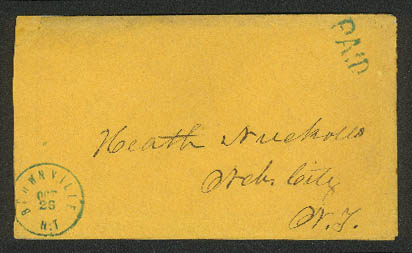 PAID
Heath Nuckolls
Neb. City
N.T.
BROWNVILLE
OCT
26
N.T